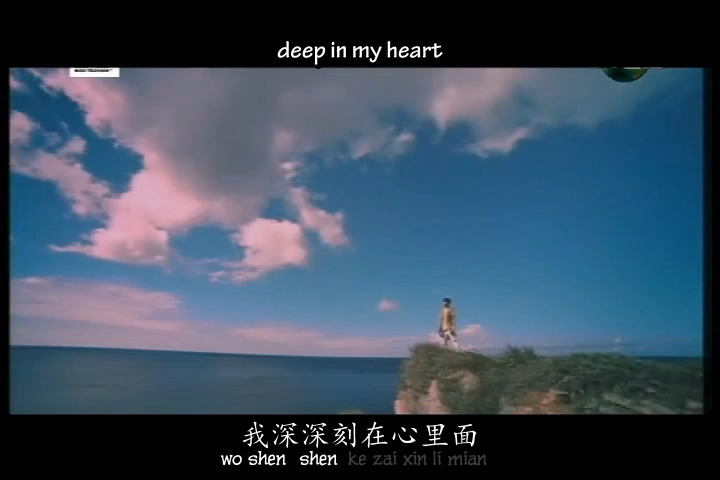 deep in my heart
我深深刻在心里面
wo shen shen ke zai xin li mian